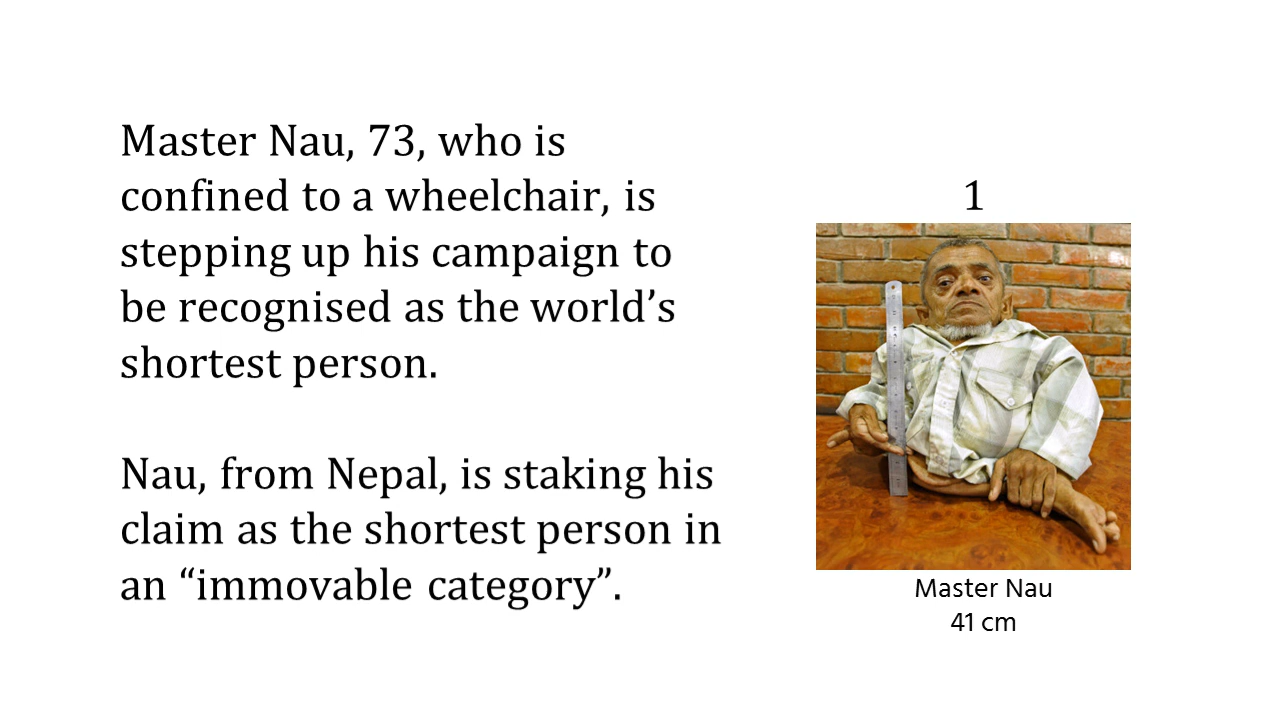 Master Nau, 73, who is
confined to a wheelchair, is
stepping up his campaign to
be recognised as the world’s
shortest person.
Nau, from Nepal, is staking his
claim as the shortest person in
an “immovable category”.
1
Master Nau
41 cm